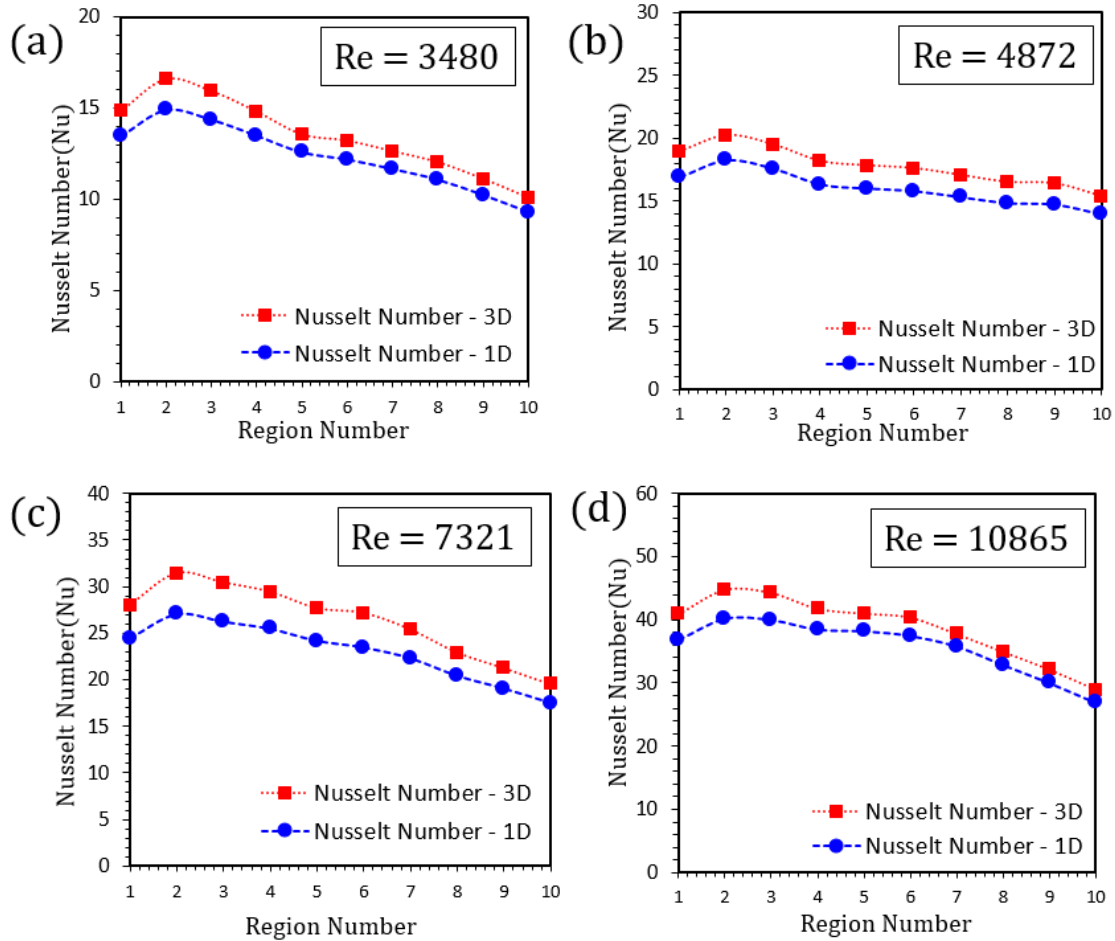 (a)
Re = 3480
Nusselt Number(Nu)
20
15
10
5
0
Nusselt Number - 3D
Nusselt Number - 1D
1 2 3 4 5 6 7 8 9 10
Region Number
(b)
Re = 4872
Nusselt Number(Nu)
30
25
20
15
10
5
0
Nusselt Number - 3D
Nusselt Number - 1D
1 2 3 4 5 6 7 8 9 10
Region Number
(c)
Re = 7321
Nusselt Number(Nu)
40
35
30
25
20
15
10
5
0
Nusselt Number - 3D
Nusselt Number - 1D
1 2 3 4 5 6 7 8 9 10
Region Number
(d)
Re = 10865
Nusselt Number(Nu)
60
50
40
30
20
10
0
Nusselt Number - 3D
Nusselt Number - 1D
1 2 3 4 5 6 7 8 9 10
Region Number